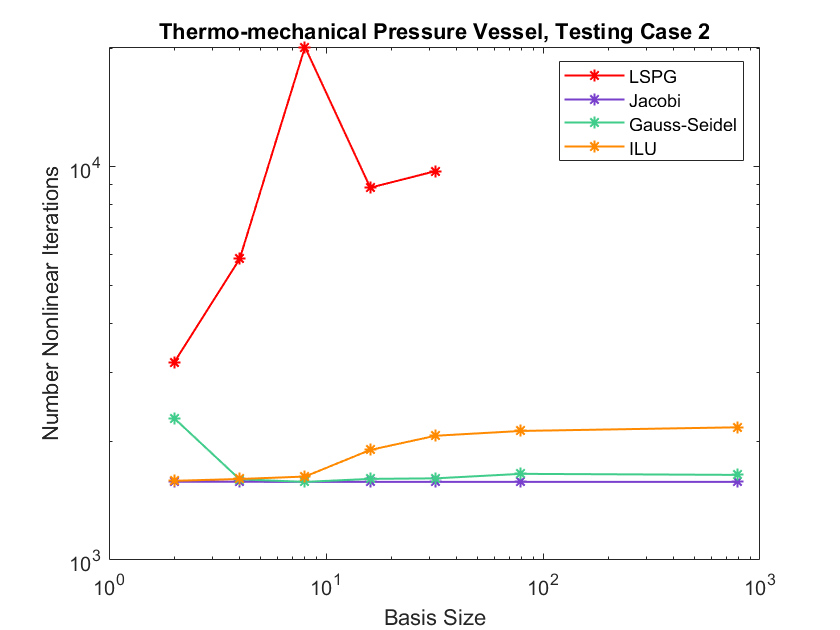 Thermo-mechanical Pressure Vessel, Testing Case 2
LSPG
Jacobi
Gauss-Seidel
ILU
Number Nonlinear Iterations
10^4
10^3
10^0
10^1
10^2
10^3
Basis Size